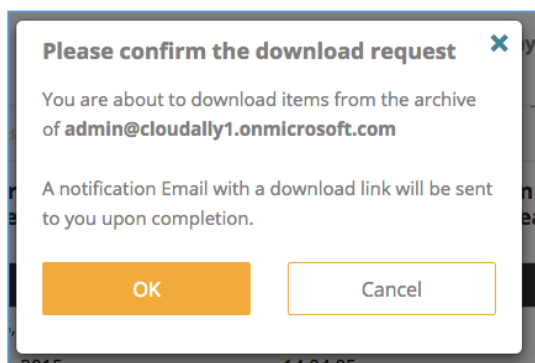 Please confirm the download request
You are about to download items from the archive
of admin@cloudally1.onmicrosoft.com
A notification Email with a download link will be sent
to you upon completion.
OK
Cancel